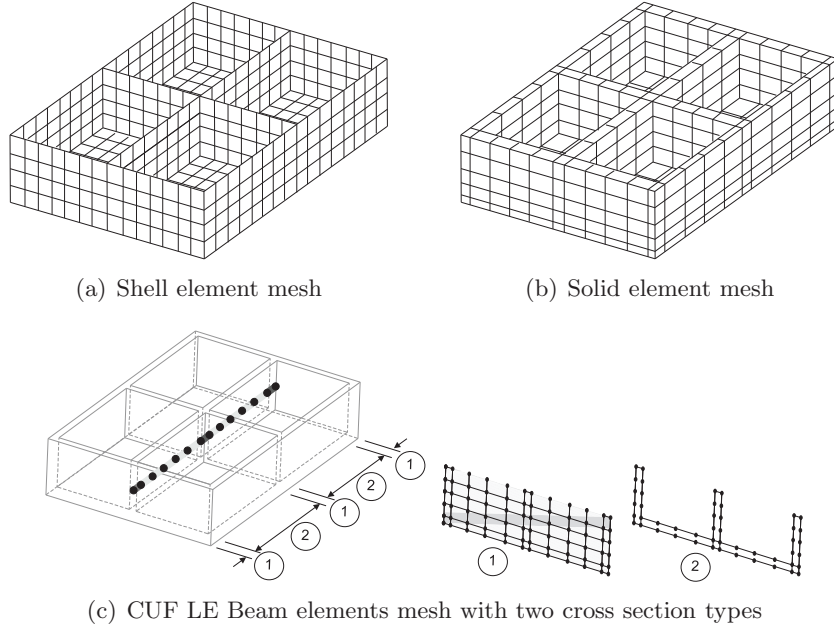 (a) Shell element mesh
(b) Solid element mesh
1
2
1
2
1
1
2
(c) CUF LE Beam elements mesh with two cross section types